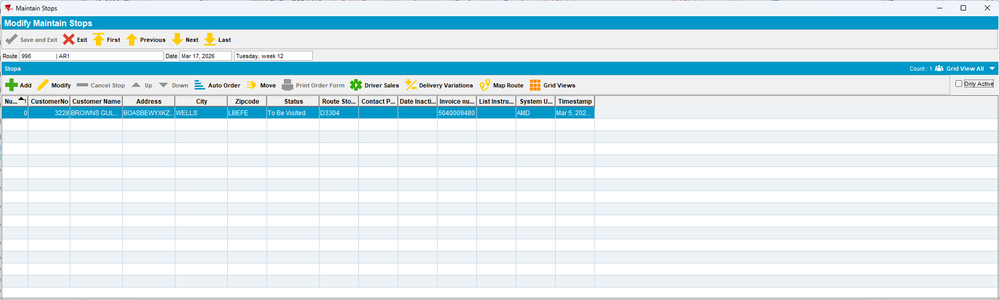 Maintain Stops
Modify Maintain Stops
Save and Exit Exit First Previous Next Last
Route 998 | AR1 Date Mar 17, 2026 Tuesday, week 12
Stops Count : 1 Grid View All
Add Modify Cancel Stop Up Down Auto Order Move Print Order Form Driver Sales Delivery Variations Map Route Grid Views Only Active
Nu... 1 CustomerNo Customer Name Address City Zipcode Status Route Sto... Contact P... Date Inacti... Invoice nu... List Instru... System U... Timestamp
0 3228 BROWNS GUL... BOASBEWYXKZ... WELLS LBEFE To Be Visited D3304 5040009480 AMD Mar 5, 202...